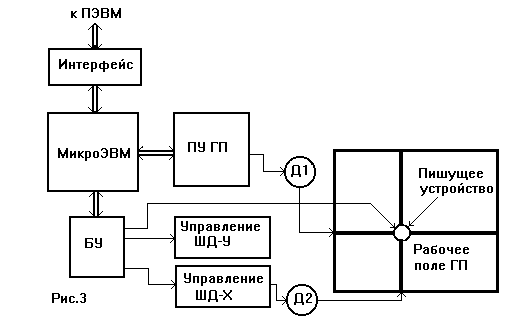 к ПЭВМ
Интерфейс
МикроЭВМ
ПУ ГП
Д1
Пишущее
устройство
БУ
Управление
ШД-У
Рабочее
поле ГП
Управление
ШД-Х
Д2
Рис.3